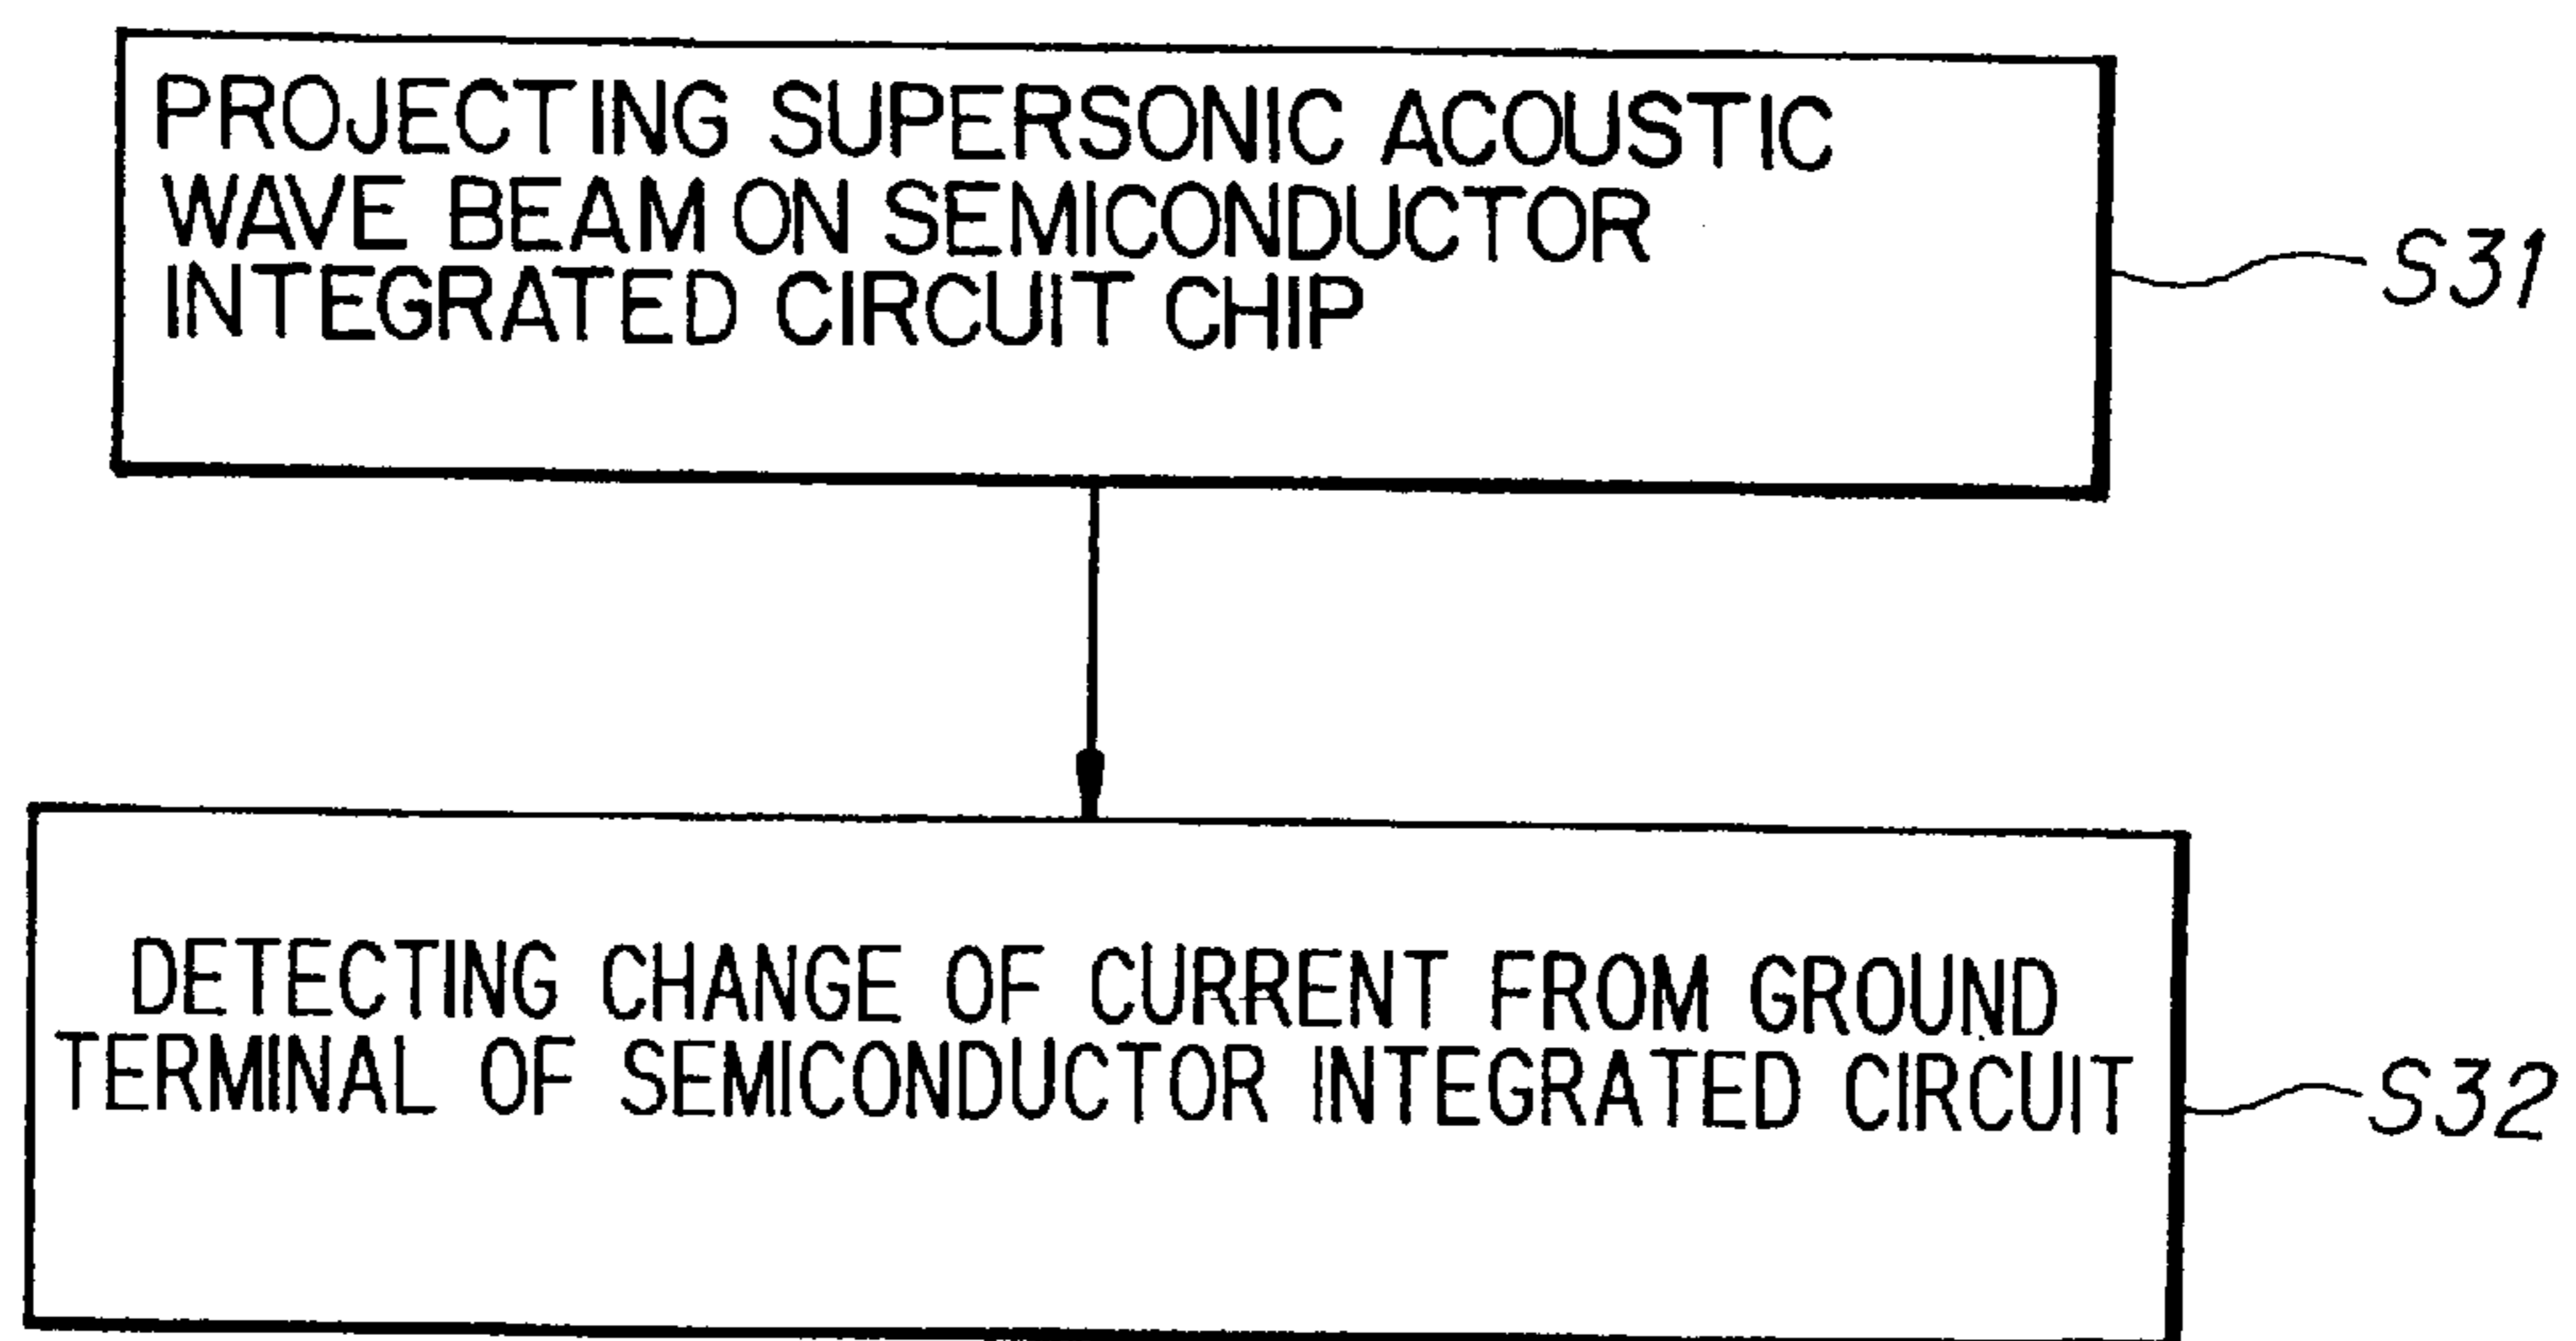 PROJECTING SUPERSONIC ACOUSTIC
WAVE BEAM ON SEMICONDUCTOR
INTEGRATED CIRCUIT CHIP
S31
DETECTING CHANGE OF CURRENT FROM GROUND
TERMINAL OF SEMICONDUCTOR INTEGRATED CIRCUIT
S32